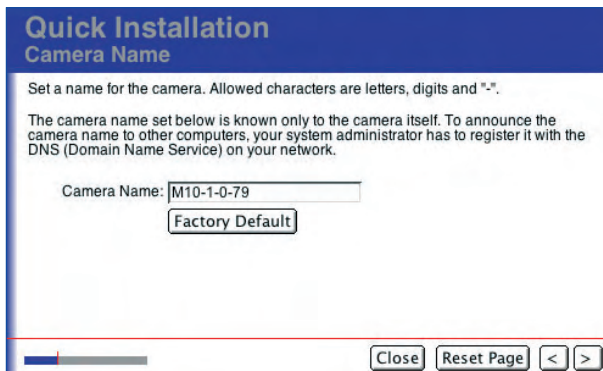 Quick Installation
Camera Name
Set a name for the camera. Allowed characters are letters, digits and "-".
The camera name set below is known only to the camera itself. To announce the
camera name to other computers, your system administrator has to register it with the
DNS (Domain Name Service) on your network.
Camera Name: M10-1-0-79
Factory Default
Close Reset Page < >